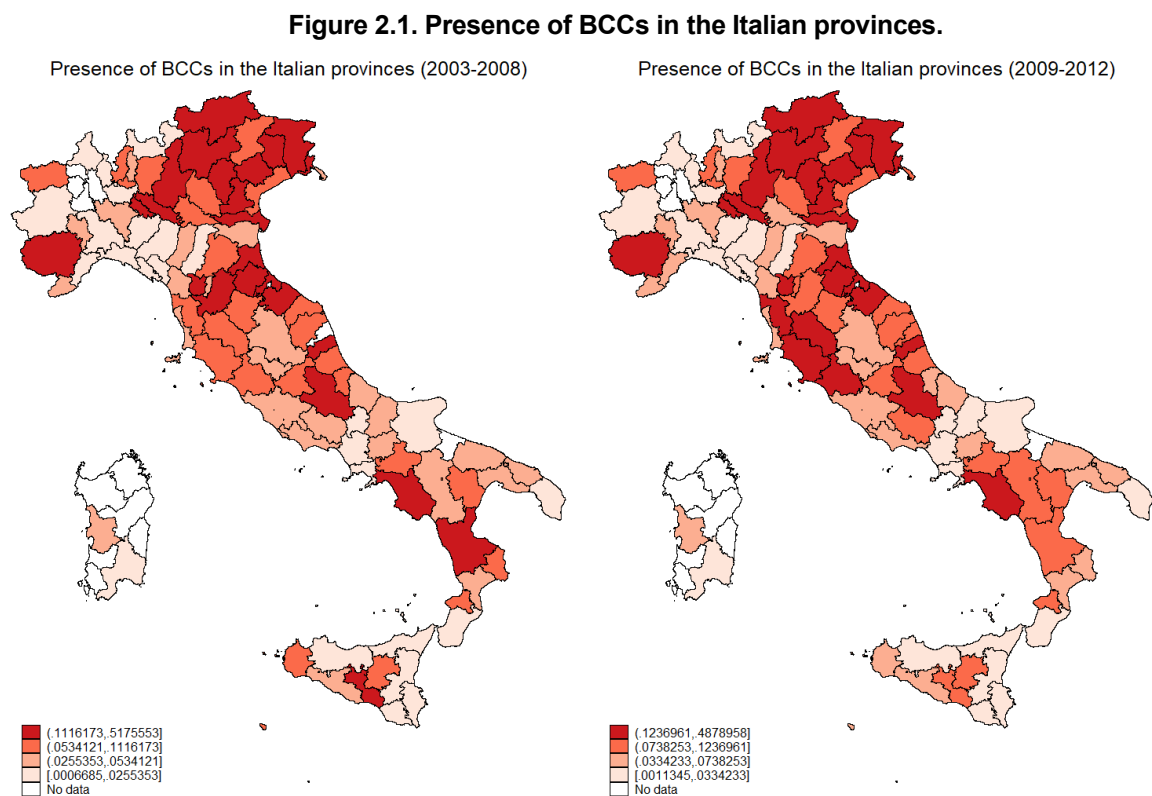 Figure 2.1. Presence of BCCs in the Italian provinces.
Presence of BCCs in the Italian provinces (2003-2008)
(.1116173,.5175553]
(.0534121,.1116173]
(.0255353,.0534121]
[.0006685,.0255353]
No data
Presence of BCCs in the Italian provinces (2009-2012)
(.1236961,.4878958]
(.0738253,.1236961]
(.0334233,.0738253]
[.0011345,.0334233]
No data